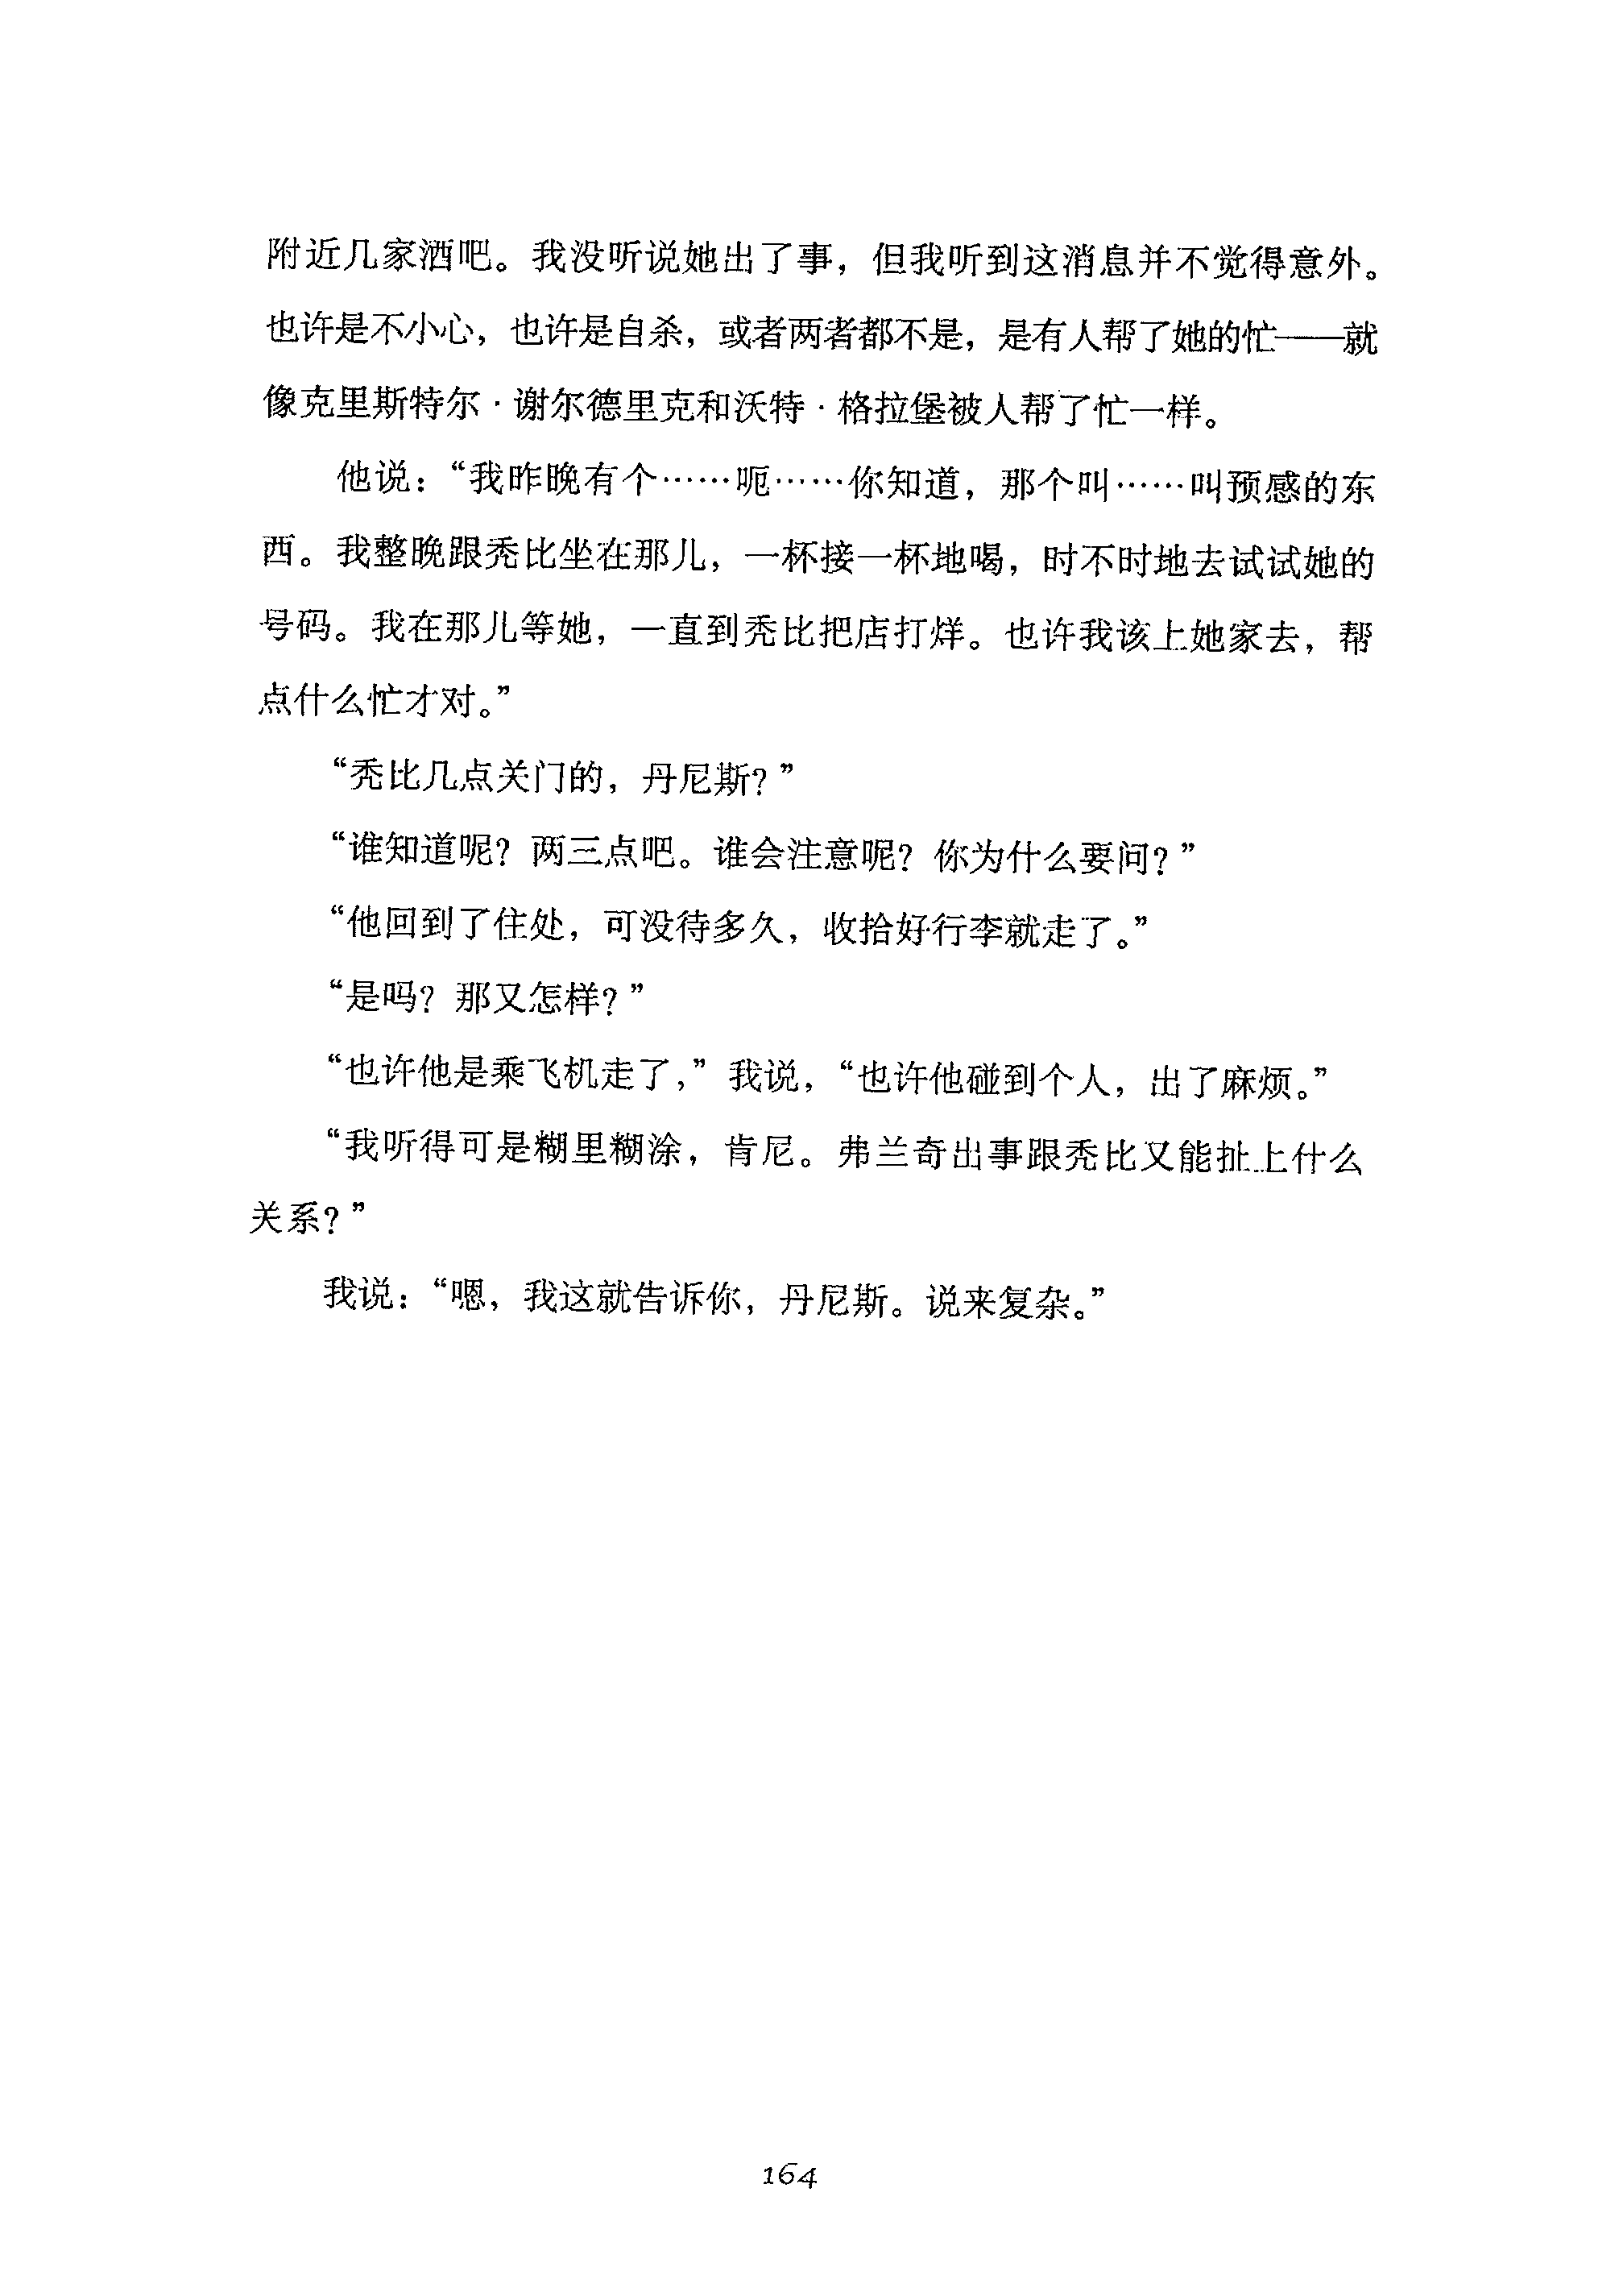 附近几家酒吧。我没听说她出了事，但我听到这消息并不觉得意外。
也许是不小心，也许是自杀，或者两者都不是，是有人帮了她的忙——就
像克里斯特尔·谢尔德里克和沃特·格拉堡被人帮了忙一样。
他说：“我昨晚有个……呃……你知道，那个叫……叫预感的东
西。我整晚跟秃比坐在那儿，一杯接一杯地喝，时不时地去试试她的
号码。我在那儿等她，一直到秃比把店打烊。也许我该上她家去，帮
点什么忙才对。”
“秃比几点关门的，丹尼斯？”
“谁知道呢？两三点吧。谁会注意呢？你为什么要问？”
“他回到了住处，可没待多久，收拾好行李就走了。”
“是吗？那又怎样？”
“也许他是乘飞机走了，”我说，“也许他碰到个人，出了麻烦。”
“我听得可是糊里糊涂，肯尼。弗兰奇出事跟秃比又能扯上什么
关系？”
我说：“嗯，我这就告诉你，丹尼斯。说来复杂。”
164